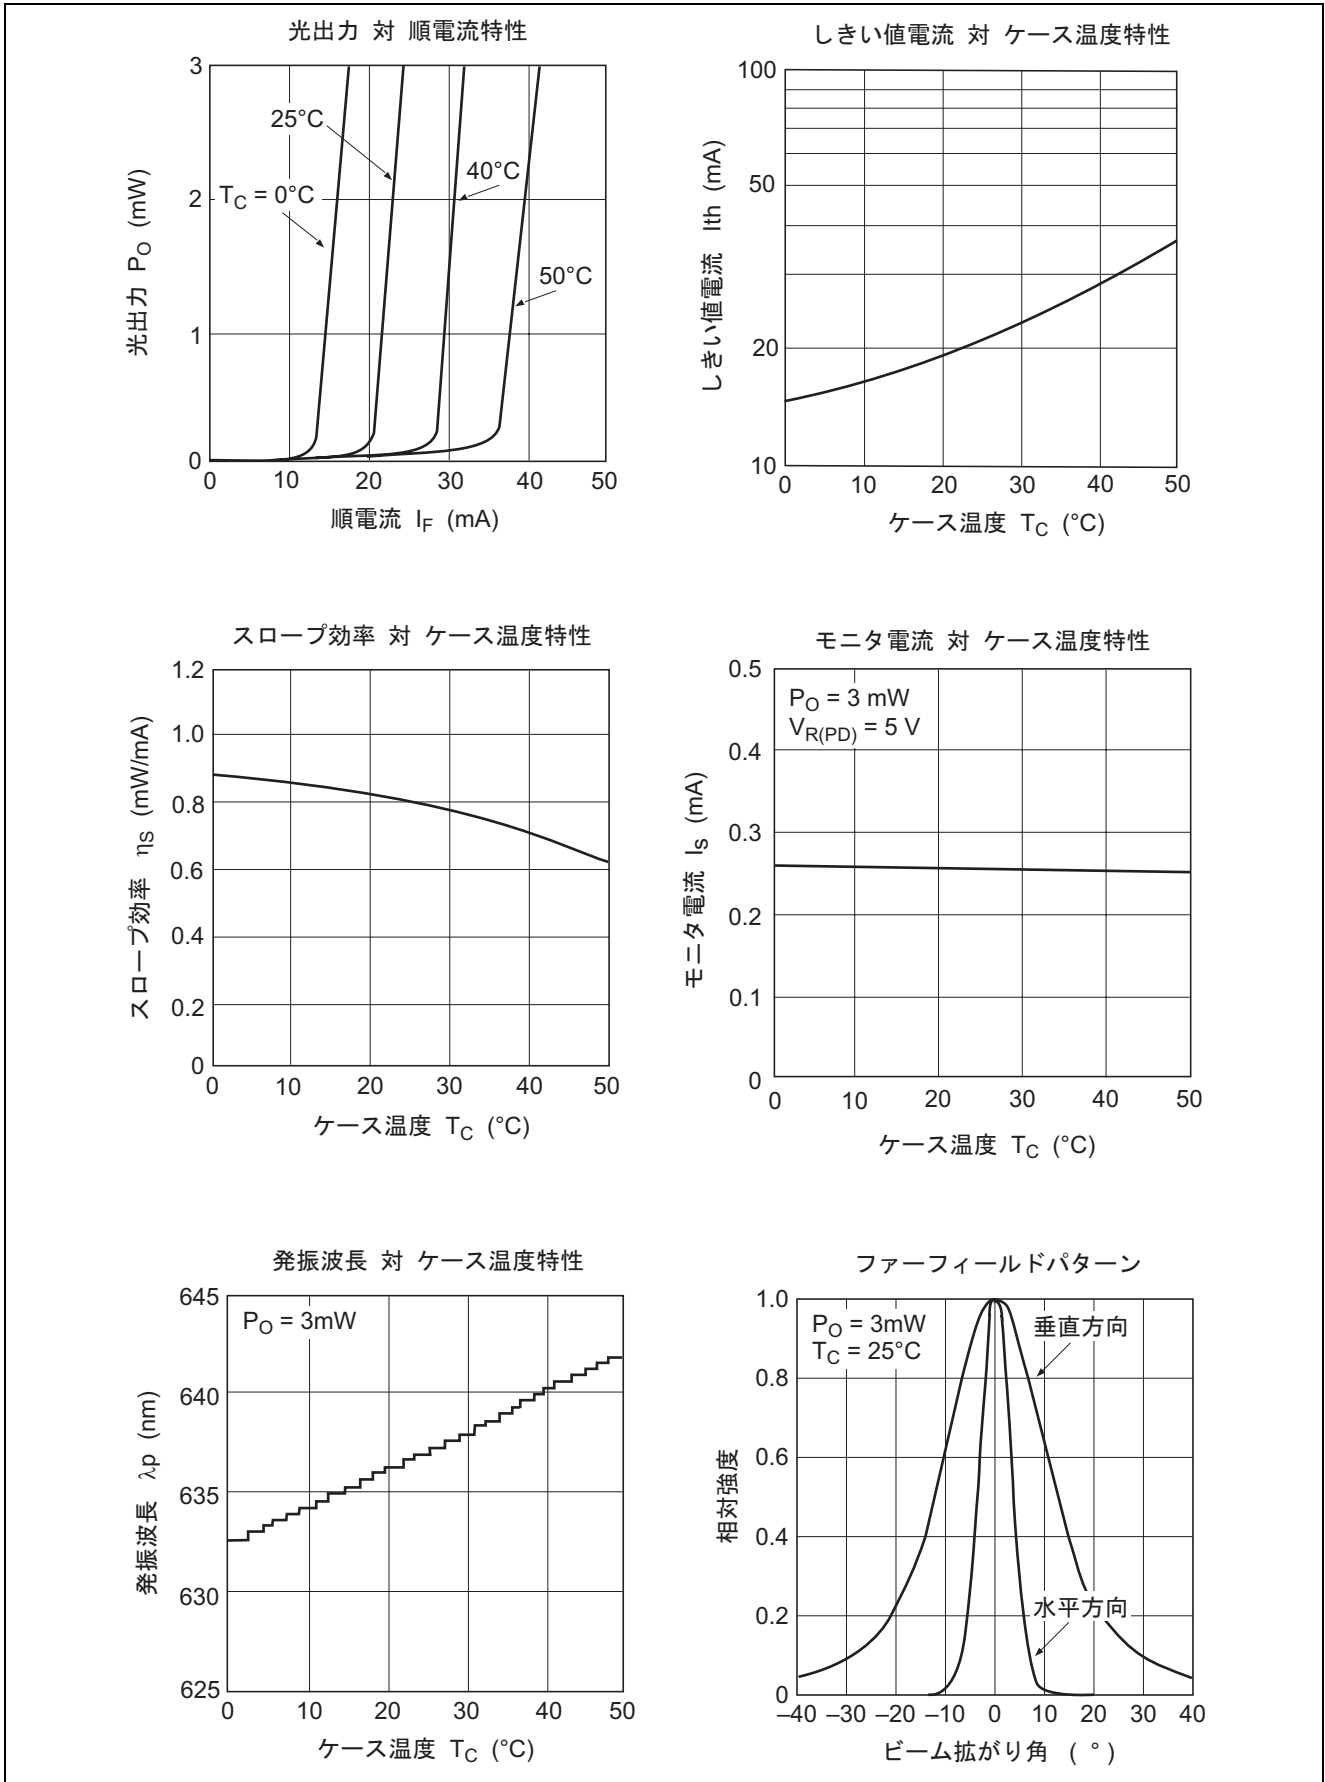 光出力 対 順電流特性
3
2
1
0
光出力 PO (mW)
25°C
TC = 0°C
40°C
50°C
0 10 20 30 40 50
順電流 IF (mA)
しきい値電流 対 ケース温度特性
100
50
20
10
しきい値電流 Ith (mA)
0 10 20 30 40 50
ケース温度 TC (°C)
スロープ効率 対 ケース温度特性
1.2
1.0
0.8
0.6
0.4
0.2
0
スロープ効率 ηS (mW/mA)
0 10 20 30 40 50
ケース温度 TC (°C)
モニタ電流 対 ケース温度特性
0.5
0.4
0.3
0.2
0.1
0
モニタ電流 IS (mA)
PO = 3 mW
VR(PD) = 5 V
0 10 20 30 40 50
ケース温度 TC (°C)
発振波長 対 ケース温度特性
645
640
635
630
625
発振波長 λp (nm)
PO = 3mW
0 10 20 30 40 50
ケース温度 TC (°C)
ファーフィールドパターン
1.0
0.8
0.6
0.4
0.2
0
相対強度
PO = 3mW
TC = 25°C
垂直方向
水平方向
–40 –30 –20 –10 0 10 20 30 40
ビーム拡がり角 ( ° )